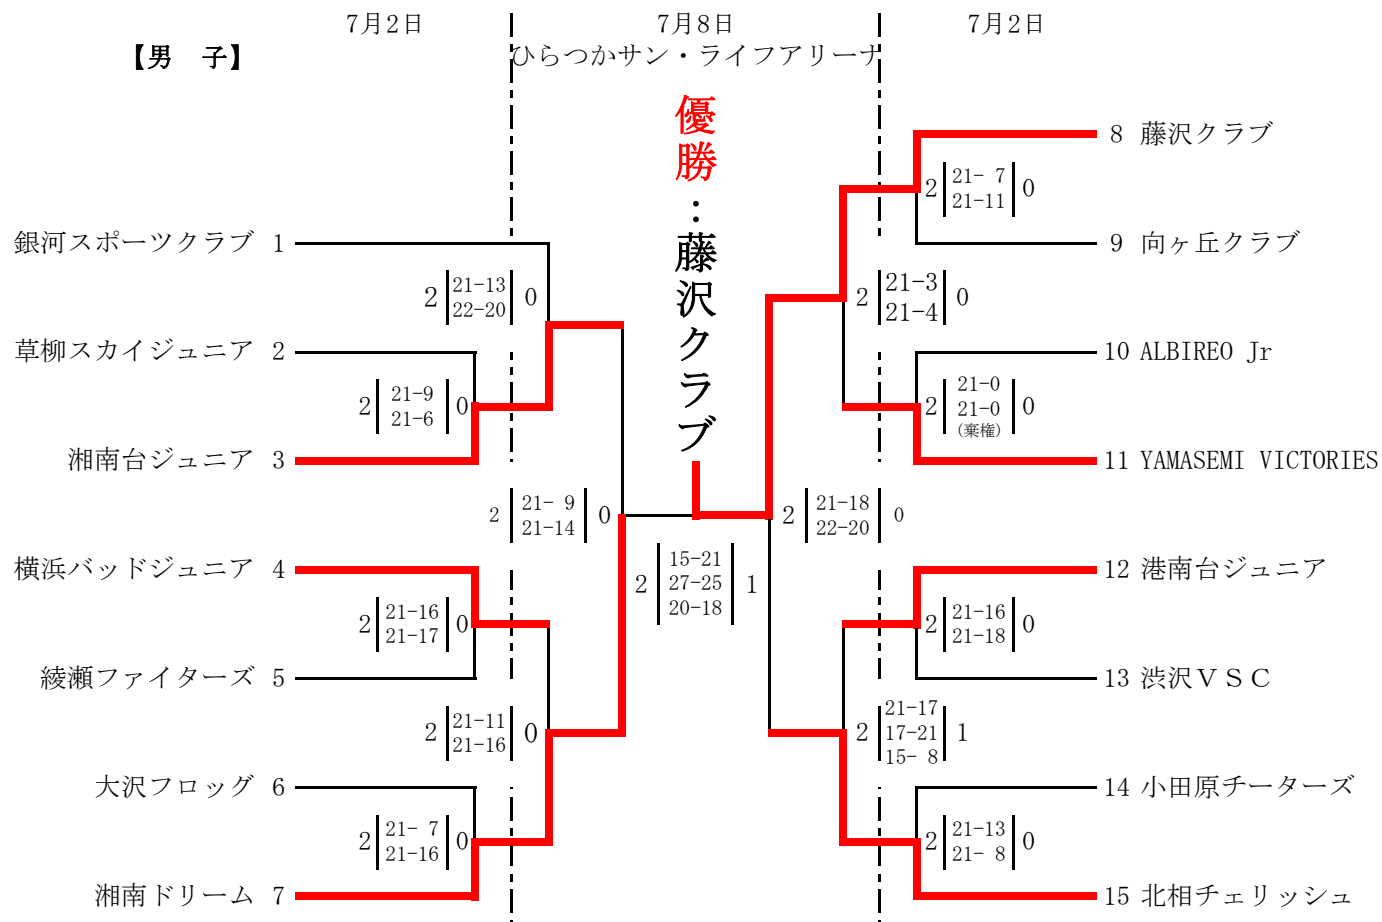 7月2日
7月8日
7月2日
【男　子】
ひらつかサン・ライフアリーナ
優勝：藤沢クラブ
銀河スポーツクラブ 1
2 21-13 0
22-20
草柳スカイジュニア 2
2 21-9 0
21-6
湘南台ジュニア 3
2 21- 9 0
21-14
横浜バッドジュニア 4
2 21-16 0
21-17
綾瀬ファイターズ 5
2 21-11 0
21-16
大沢フロッグ 6
2 21- 7 0
21-16
湘南ドリーム 7
15-21
2 27-25 1
20-18
8 藤沢クラブ
2 21- 7 0
21-11
9 向ヶ丘クラブ
2 21-3 0
21-4
10 ALBIREO Jr
21-0
2 21-0 0
(棄権)
11 YAMASEMI VICTORIES
2 21-18 0
22-20
12 港南台ジュニア
2 21-16 0
21-18
13 渋沢ＶＳＣ
21-17
2 17-21 1
15- 8
14 小田原チーターズ
2 21-13 0
21- 8
15 北相チェリッシュ